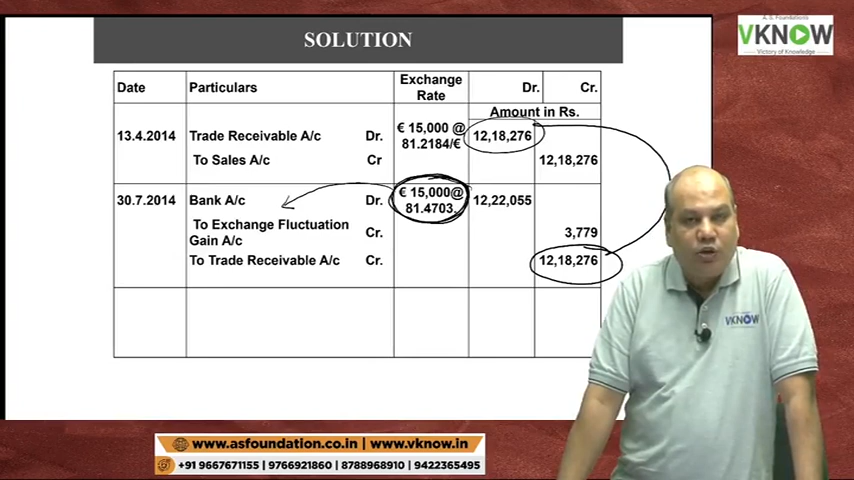 A. S. Foundation's
VKNOW
Victory of Knowledge
SOLUTION
Date Particulars Exchange Rate Dr. Cr.
Amount in Rs.
13.4.2014 Trade Receivable A/c Dr. € 15,000 @ 81.2184/€ 12,18,276
To Sales A/c Cr 12,18,276
30.7.2014 Bank A/c Dr. € 15,000@ 81.4703. 12,22,055
To Exchange Fluctuation Gain A/c Cr. 3,779
To Trade Receivable A/c Cr. 12,18,276
VKNOW
www.asfoundation.co.in | www.vknow.in
+91 9667671155 | 9766921860 | 8788968910 | 9422365495